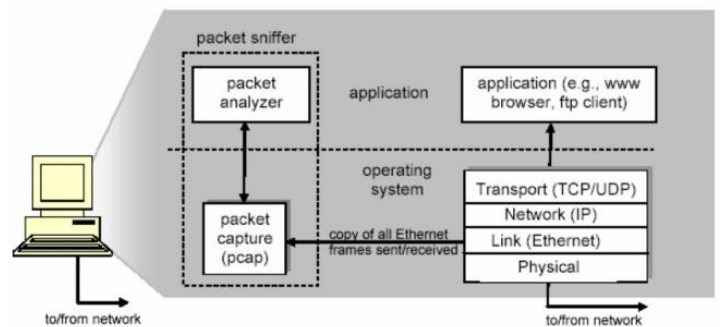 packet sniffer
packet
analyzer
application
application (e.g., www
browser, ftp client)
operating
system
packet
capture
(pcap)
copy of all Ethernet
frames sent/received
Transport (TCP/UDP)
Network (IP)
Link (Ethernet)
Physical
to/from network
to/from network